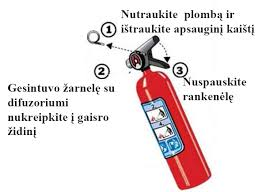 Nutraukite plombą ir
ištraukite apsauginį kaištį
1
2
3
Gesintuvo žarnelę su
difuzoriumi
nukreipkite į gaisro
židinį
Nuspauskite
rankenėlę